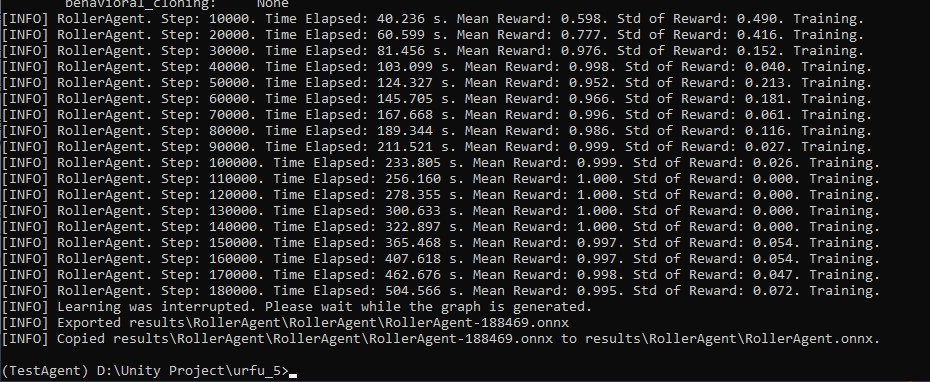 behavioral_cloning: None
[INFO] RollerAgent. Step: 10000. Time Elapsed: 40.236 s. Mean Reward: 0.598. Std of Reward: 0.490. Training.
[INFO] RollerAgent. Step: 20000. Time Elapsed: 60.599 s. Mean Reward: 0.777. Std of Reward: 0.416. Training.
[INFO] RollerAgent. Step: 30000. Time Elapsed: 81.456 s. Mean Reward: 0.976. Std of Reward: 0.152. Training.
[INFO] RollerAgent. Step: 40000. Time Elapsed: 103.099 s. Mean Reward: 0.998. Std of Reward: 0.040. Training.
[INFO] RollerAgent. Step: 50000. Time Elapsed: 124.327 s. Mean Reward: 0.952. Std of Reward: 0.213. Training.
[INFO] RollerAgent. Step: 60000. Time Elapsed: 145.705 s. Mean Reward: 0.966. Std of Reward: 0.181. Training.
[INFO] RollerAgent. Step: 70000. Time Elapsed: 167.668 s. Mean Reward: 0.996. Std of Reward: 0.061. Training.
[INFO] RollerAgent. Step: 80000. Time Elapsed: 189.344 s. Mean Reward: 0.986. Std of Reward: 0.116. Training.
[INFO] RollerAgent. Step: 90000. Time Elapsed: 211.521 s. Mean Reward: 0.999. Std of Reward: 0.027. Training.
[INFO] RollerAgent. Step: 100000. Time Elapsed: 233.805 s. Mean Reward: 0.999. Std of Reward: 0.026. Training.
[INFO] RollerAgent. Step: 110000. Time Elapsed: 256.160 s. Mean Reward: 1.000. Std of Reward: 0.000. Training.
[INFO] RollerAgent. Step: 120000. Time Elapsed: 278.355 s. Mean Reward: 1.000. Std of Reward: 0.000. Training.
[INFO] RollerAgent. Step: 130000. Time Elapsed: 300.633 s. Mean Reward: 1.000. Std of Reward: 0.000. Training.
[INFO] RollerAgent. Step: 140000. Time Elapsed: 322.897 s. Mean Reward: 1.000. Std of Reward: 0.000. Training.
[INFO] RollerAgent. Step: 150000. Time Elapsed: 365.468 s. Mean Reward: 0.997. Std of Reward: 0.054. Training.
[INFO] RollerAgent. Step: 160000. Time Elapsed: 407.618 s. Mean Reward: 0.997. Std of Reward: 0.054. Training.
[INFO] RollerAgent. Step: 170000. Time Elapsed: 462.676 s. Mean Reward: 0.998. Std of Reward: 0.047. Training.
[INFO] RollerAgent. Step: 180000. Time Elapsed: 504.566 s. Mean Reward: 0.995. Std of Reward: 0.072. Training.
[INFO] Learning was interrupted. Please wait while the graph is generated.
[INFO] Exported results\RollerAgent\RollerAgent\RollerAgent-188469.onnx
[INFO] Copied results\RollerAgent\RollerAgent\RollerAgent-188469.onnx to results\RollerAgent\RollerAgent.onnx.
(TestAgent) D:\Unity Project\urfu_5>